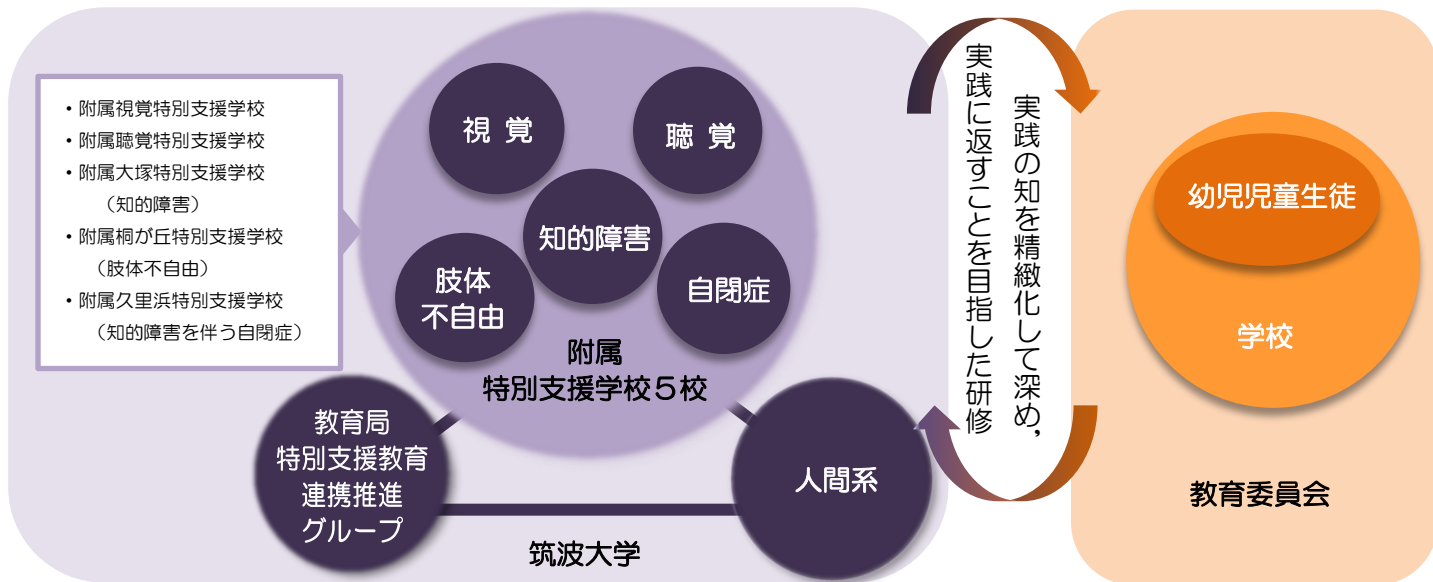 ・附属視覚特別支援学校
・附属聴覚特別支援学校
・附属大塚特別支援学校
（知的障害）
・附属桐が丘特別支援学校
（肢体不自由）
・附属久里浜特別支援学校
（知的障害を伴う自閉症）
視 覚
聴 覚
知的障害
肢体
不自由
自閉症
附属
特別支援学校５校
教育局
特別支援教育
連携推進
グループ
人間系
筑波大学
実践の知を精緻化して深め，
実践に返すことを目指した研修
幼児児童生徒
学校
教育委員会